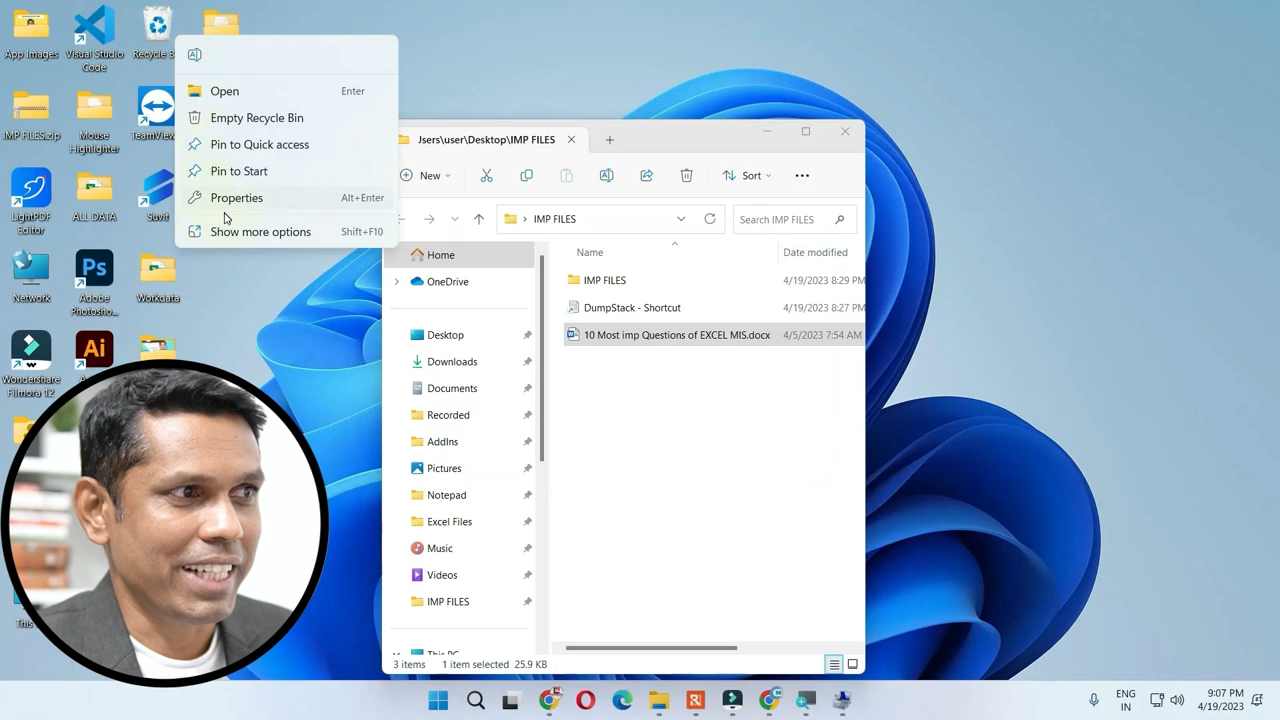 App Images
Visual Studio
Code
Recycle B
Open
Enter
Empty Recycle Bin
Pin to Quick access
Pin to Start
Properties
Alt+Enter
Show more options
Shift+F10
IMP FILES.zip
Mouse
Highlighter
TeamView
LightPDF
Editor
ALL DATA
Suvit
Network
Adobe
Photosho...
Workdata
Wondershare
Filmora 12
Ps
Ai
This
Jsers\user\Desktop\IMP FILES
New
Sort
IMP FILES
Search IMP FILES
Home
OneDrive
Desktop
Downloads
Documents
Recorded
AddIns
Pictures
Notepad
Excel Files
Music
Videos
IMP FILES
This PC
Name
Date modified
IMP FILES
4/19/2023 8:29 PM
DumpStack - Shortcut
4/19/2023 8:27 PM
10 Most imp Questions of EXCEL MIS.docx
4/5/2023 7:54 AM
3 items
1 item selected 25.9 KB
ENG
IN
9:07 PM
4/19/2023